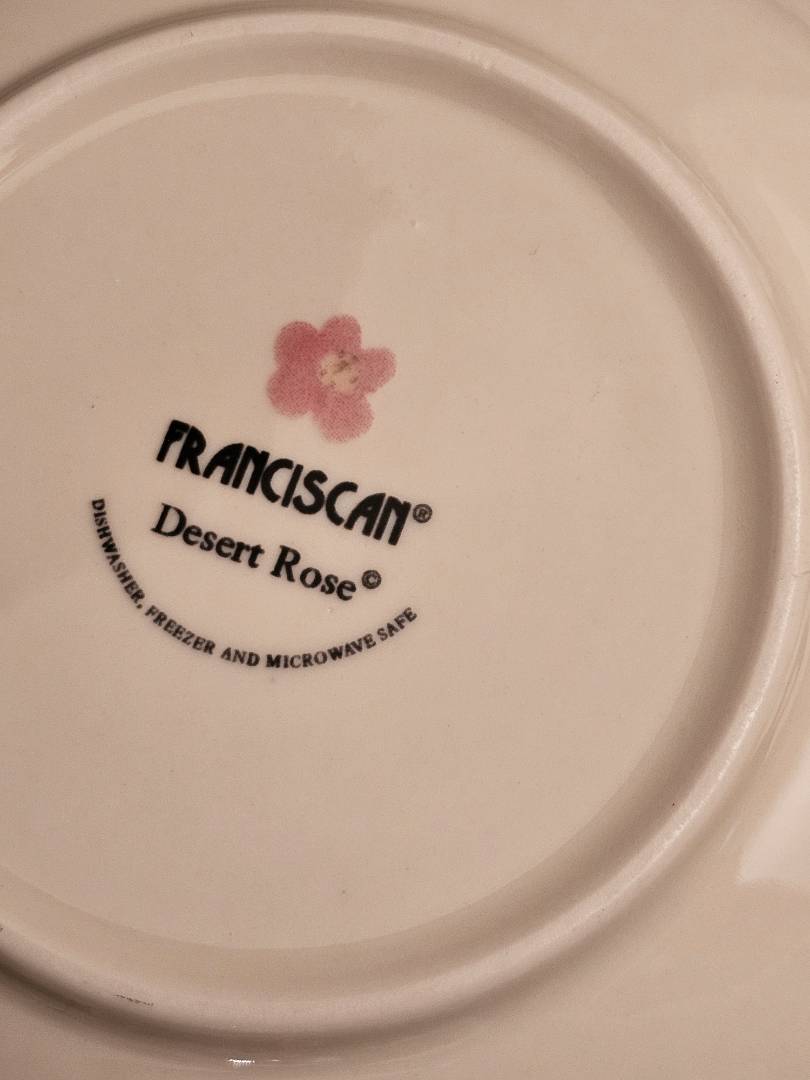 FRANCISCAN®
Desert Rose©
DISHWASHER, FREEZER AND MICROWAVE SAFE